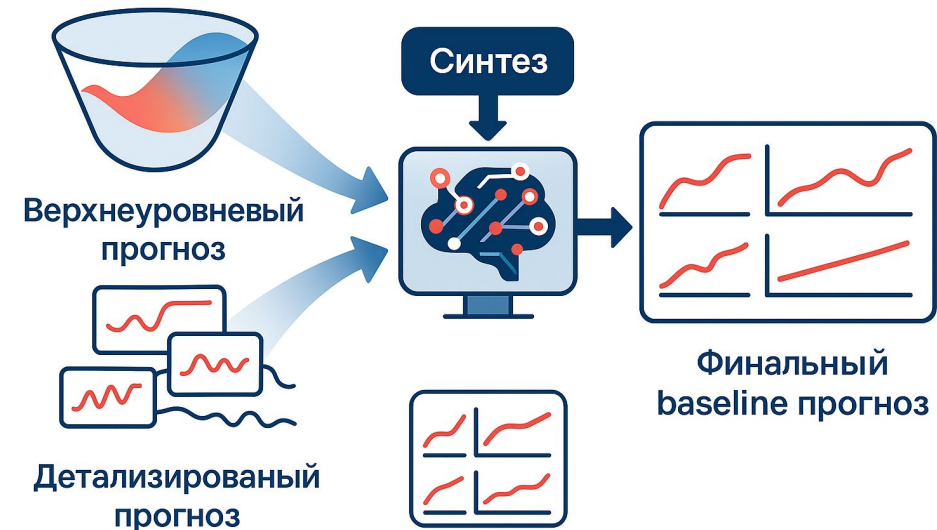 Синтез
Верхнеуровневый
прогноз
Детализированый
прогноз
Финальный
baseline прогноз